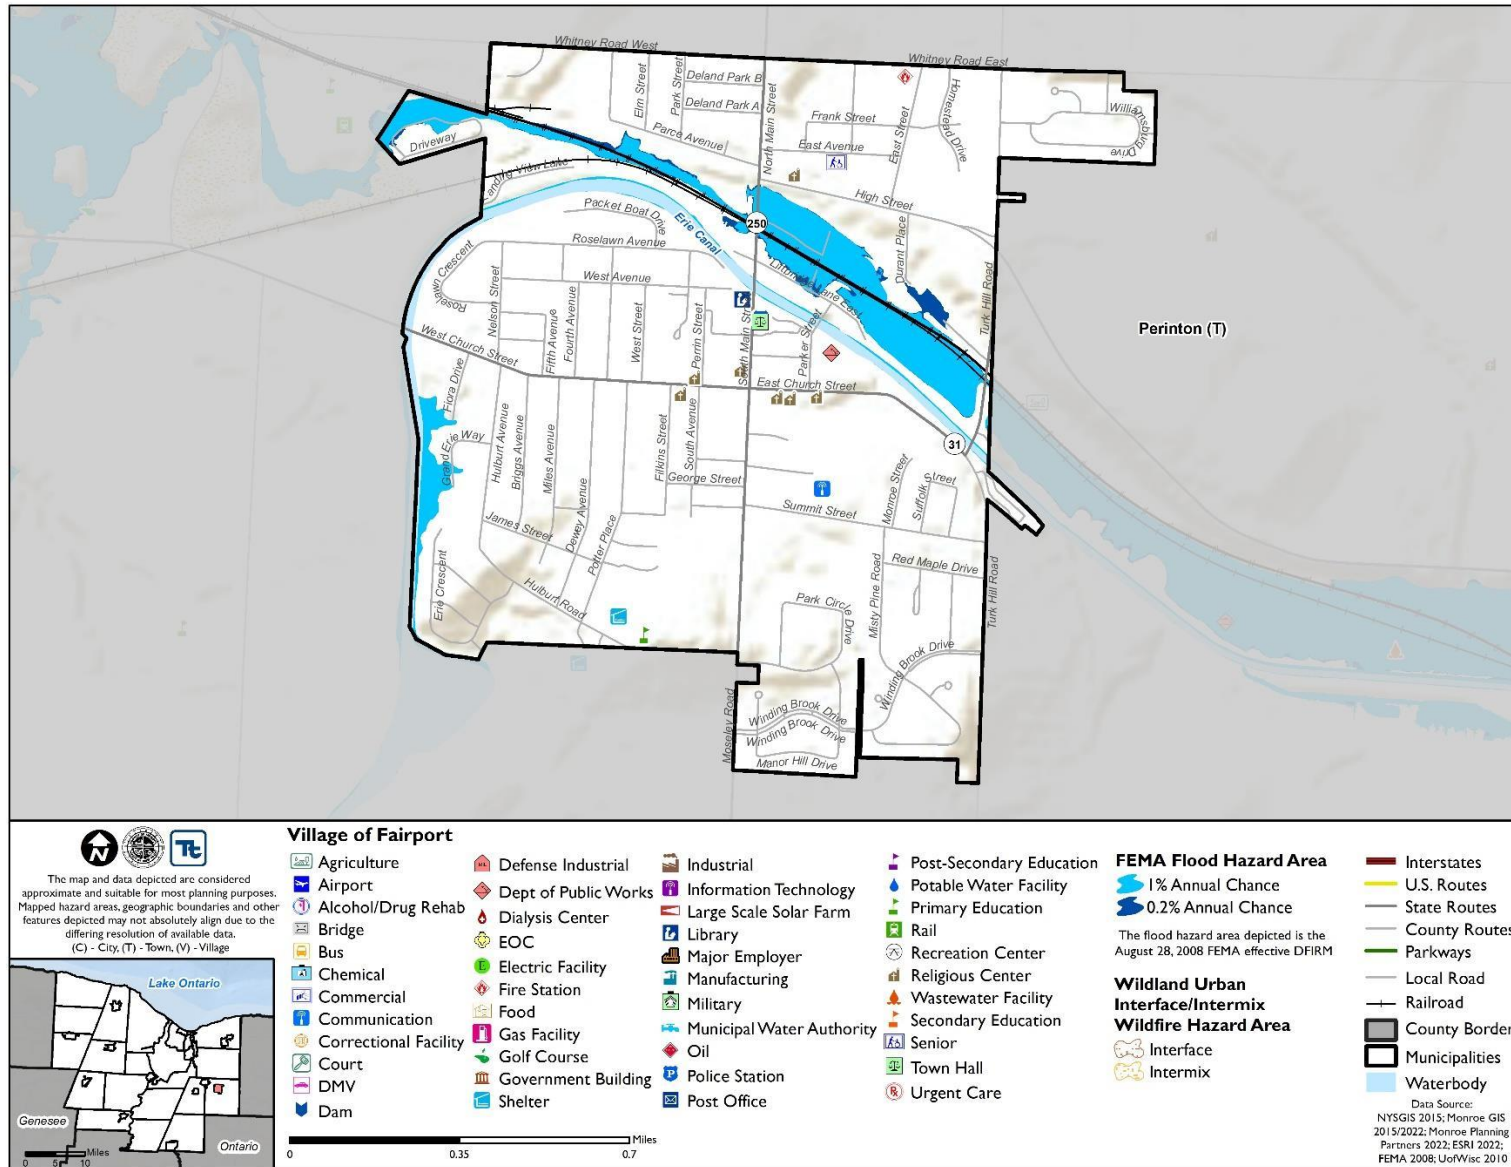 Whitney Road West
Whitney Road East
Elm Street
Park Street
Deland Park B
Deland Park A
North Main Street
Frank Street
East Street
Homestead Drive
Williamsburg Drive
Parce Avenue
East Avenue
Driveway
Landing View Lake
High Street
Packet Boat Drive
Erie Canal
250
Durant Place
Roselawn Avenue
Roselawn Crescent
West Avenue
Turk Hill Road
Perinton (T)
Nelson Street
Fifth Avenue
Fourth Avenue
West Street
Perrin Street
South Main Street
Parker Street
West Church Street
East Church Street
Fiora Drive
Grand Erie Way
Hulburt Avenue
Briggs Avenue
Miles Avenue
Filkins Street
South Avenue
31
George Street
Monroe Street
Suffolk Street
Summit Street
James Street
Dewey Avenue
Potter Place
Red Maple Drive
Erie Crescent
Hulburt Road
Park Circle Drive
Misty Pine Road
Turk Hill Road
Winding Brook Drive
Moseley Road
Winding Brook Drive
Winding Brook Drive
Manor Hill Drive
N
Tt
The map and data depicted are considered
approximate and suitable for most planning purposes.
Mapped hazard areas, geographic boundaries and other
features depicted may not absolutely align due to the
differing resolution of available data.
(C) - City, (T) - Town, (V) - Village
Lake Ontario
Genesee
Ontario
Miles
0 5 10
Village of Fairport
Agriculture
Airport
Alcohol/Drug Rehab
Bridge
Bus
Chemical
Commercial
Communication
Correctional Facility
Court
DMV
Dam
Defense Industrial
Dept of Public Works
Dialysis Center
EOC
Electric Facility
Fire Station
Food
Gas Facility
Golf Course
Government Building
Shelter
Industrial
Information Technology
Large Scale Solar Farm
Library
Major Employer
Manufacturing
Military
Municipal Water Authority
Oil
Police Station
Post Office
Post-Secondary Education
Potable Water Facility
Primary Education
Rail
Recreation Center
Religious Center
Wastewater Facility
Secondary Education
Senior
Town Hall
Urgent Care
Miles
0 0.35 0.7
FEMA Flood Hazard Area
1% Annual Chance
0.2% Annual Chance
The flood hazard area depicted is the
August 28, 2008 FEMA effective DFIRM
Wildland Urban
Interface/Intermix
Wildfire Hazard Area
Interface
Intermix
Interstates
U.S. Routes
State Routes
County Routes
Parkways
Local Road
Railroad
County Border
Municipalities
Waterbody
Data Source:
NYSGIS 2015; Monroe GIS
2015/2022; Monroe Planning
Partners 2022; ESRI 2022;
FEMA 2008; UofWisc 2010